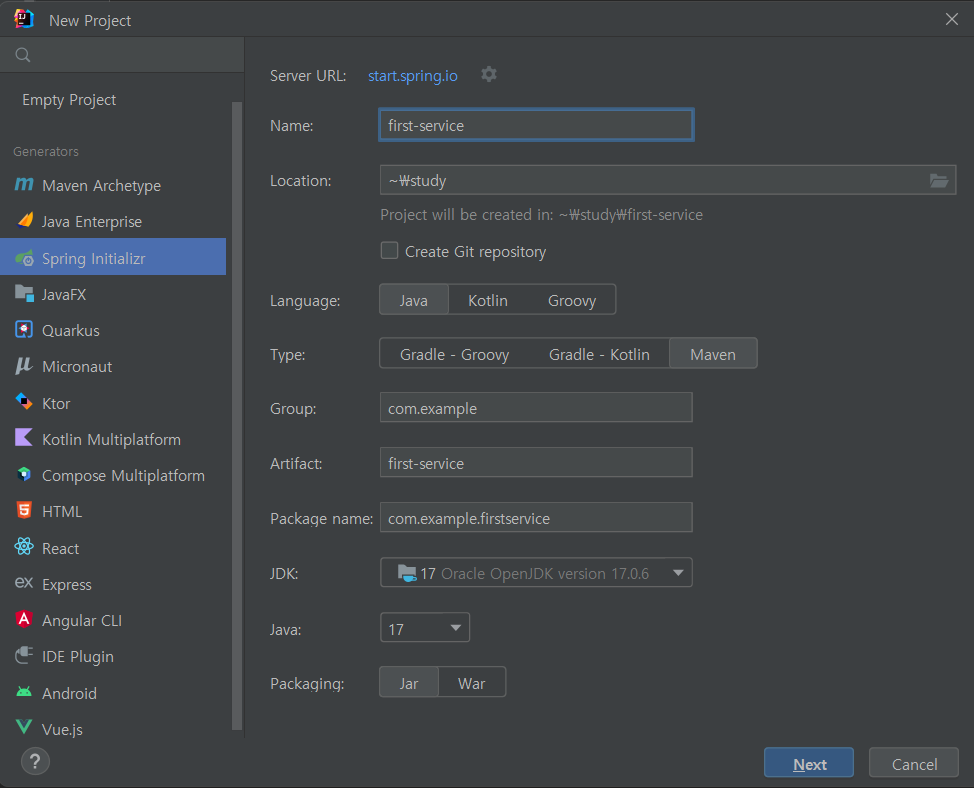 New Project
Empty Project
Generators
Maven Archetype
Java Enterprise
Spring Initializr
JavaFX
Quarkus
Micronaut
Ktor
Kotlin Multiplatform
Compose Multiplatform
HTML
React
ex Express
Angular CLI
IDE Plugin
Android
Vue.js
?
Server URL: start.spring.io
Name: first-service
Location: ~₩study
Project will be created in: ~₩study₩first-service
Create Git repository
Language: Java Kotlin Groovy
Type: Gradle - Groovy Gradle - Kotlin Maven
Group: com.example
Artifact: first-service
Package name: com.example.firstservice
JDK: 17 Oracle OpenJDK version 17.0.6
Java: 17
Packaging: Jar War
Next Cancel